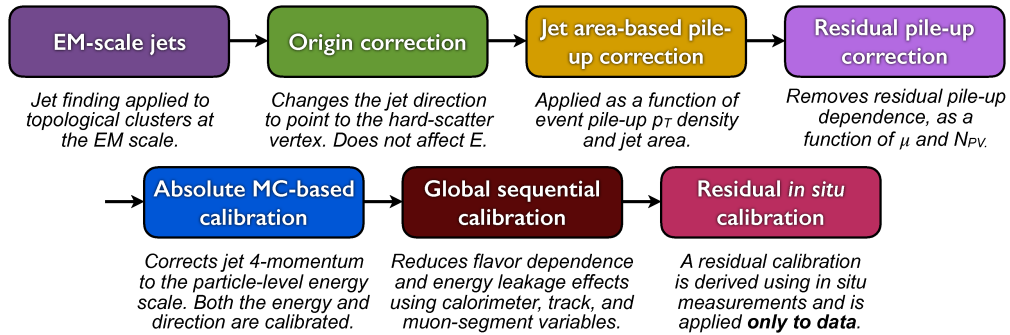 EM-scale jets
Jet finding applied to
topological clusters at
the EM scale.
Origin correction
Changes the jet direction
to point to the hard-scatter
vertex. Does not affect E.
Jet area-based pile-
up correction
Applied as a function of
event pile-up pT density
and jet area.
Residual pile-up
correction
Removes residual pile-up
dependence, as a
function of μ and NPV.
Absolute MC-based
calibration
Corrects jet 4-momentum
to the particle-level energy
scale. Both the energy and
direction are calibrated.
Global sequential
calibration
Reduces flavor dependence
and energy leakage effects
using calorimeter, track, and
muon-segment variables.
Residual in situ
calibration
A residual calibration
is derived using in situ
measurements and is
applied only to data.